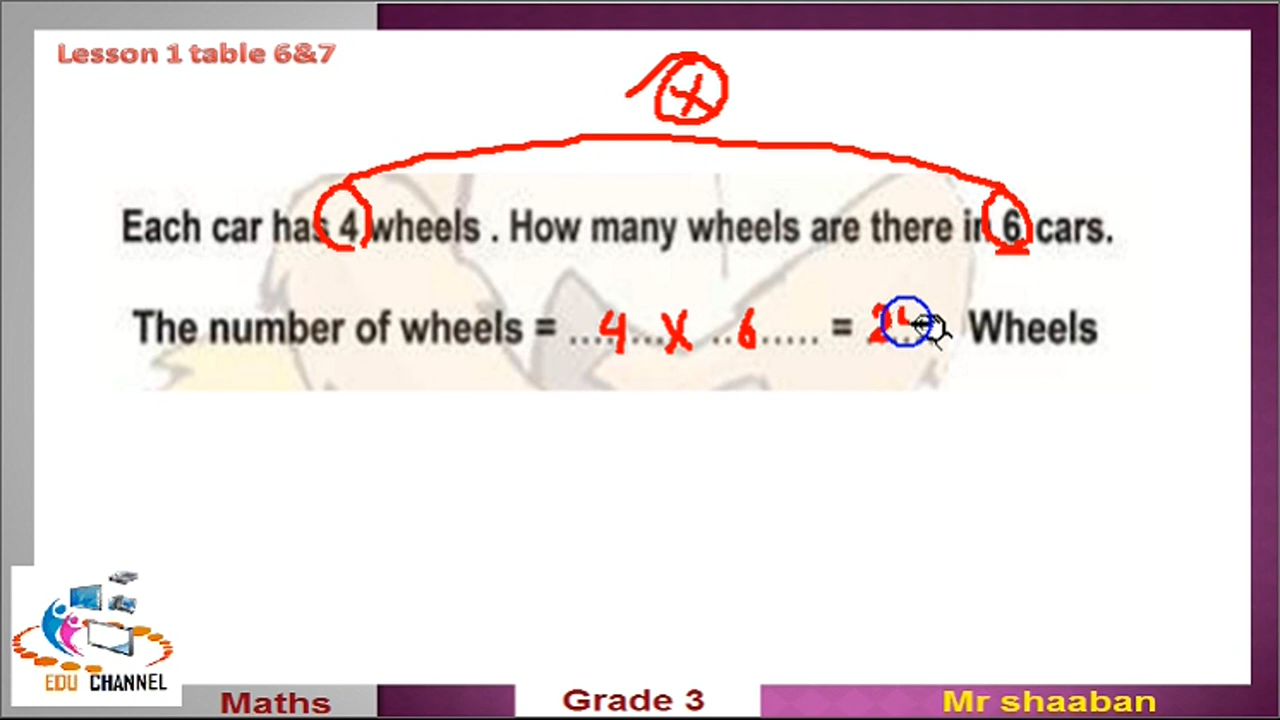 Lesson 1 table 6&7
X
Each car has 4 wheels . How many wheels are there in 6 cars.
The number of wheels = ....4....X ..6..... = 24.. Wheels
EDU CHANNEL
Maths
Grade 3
Mr shaaban